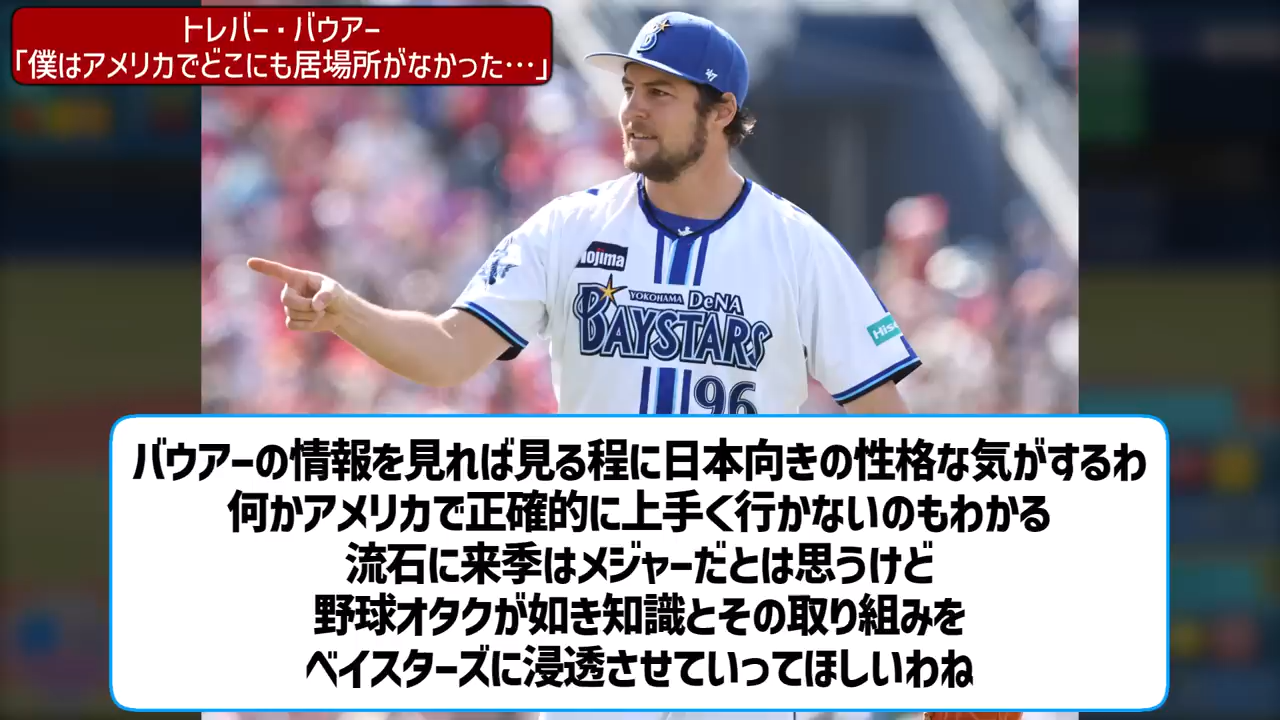 トレバー・バウアー
「僕はアメリカでどこにも居場所がなかった…」
47
nojima
YOKOHAMA DeNA
BAYSTARS
96
バウアーの情報を見れば見る程に日本向きの性格な気がするわ
何かアメリカで正確的に上手く行かないのもわかる
流石に来季はメジャーだとは思うけど
野球オタクが如き知識とその取り組みを
ベイスターズに浸透させていってほしいわね